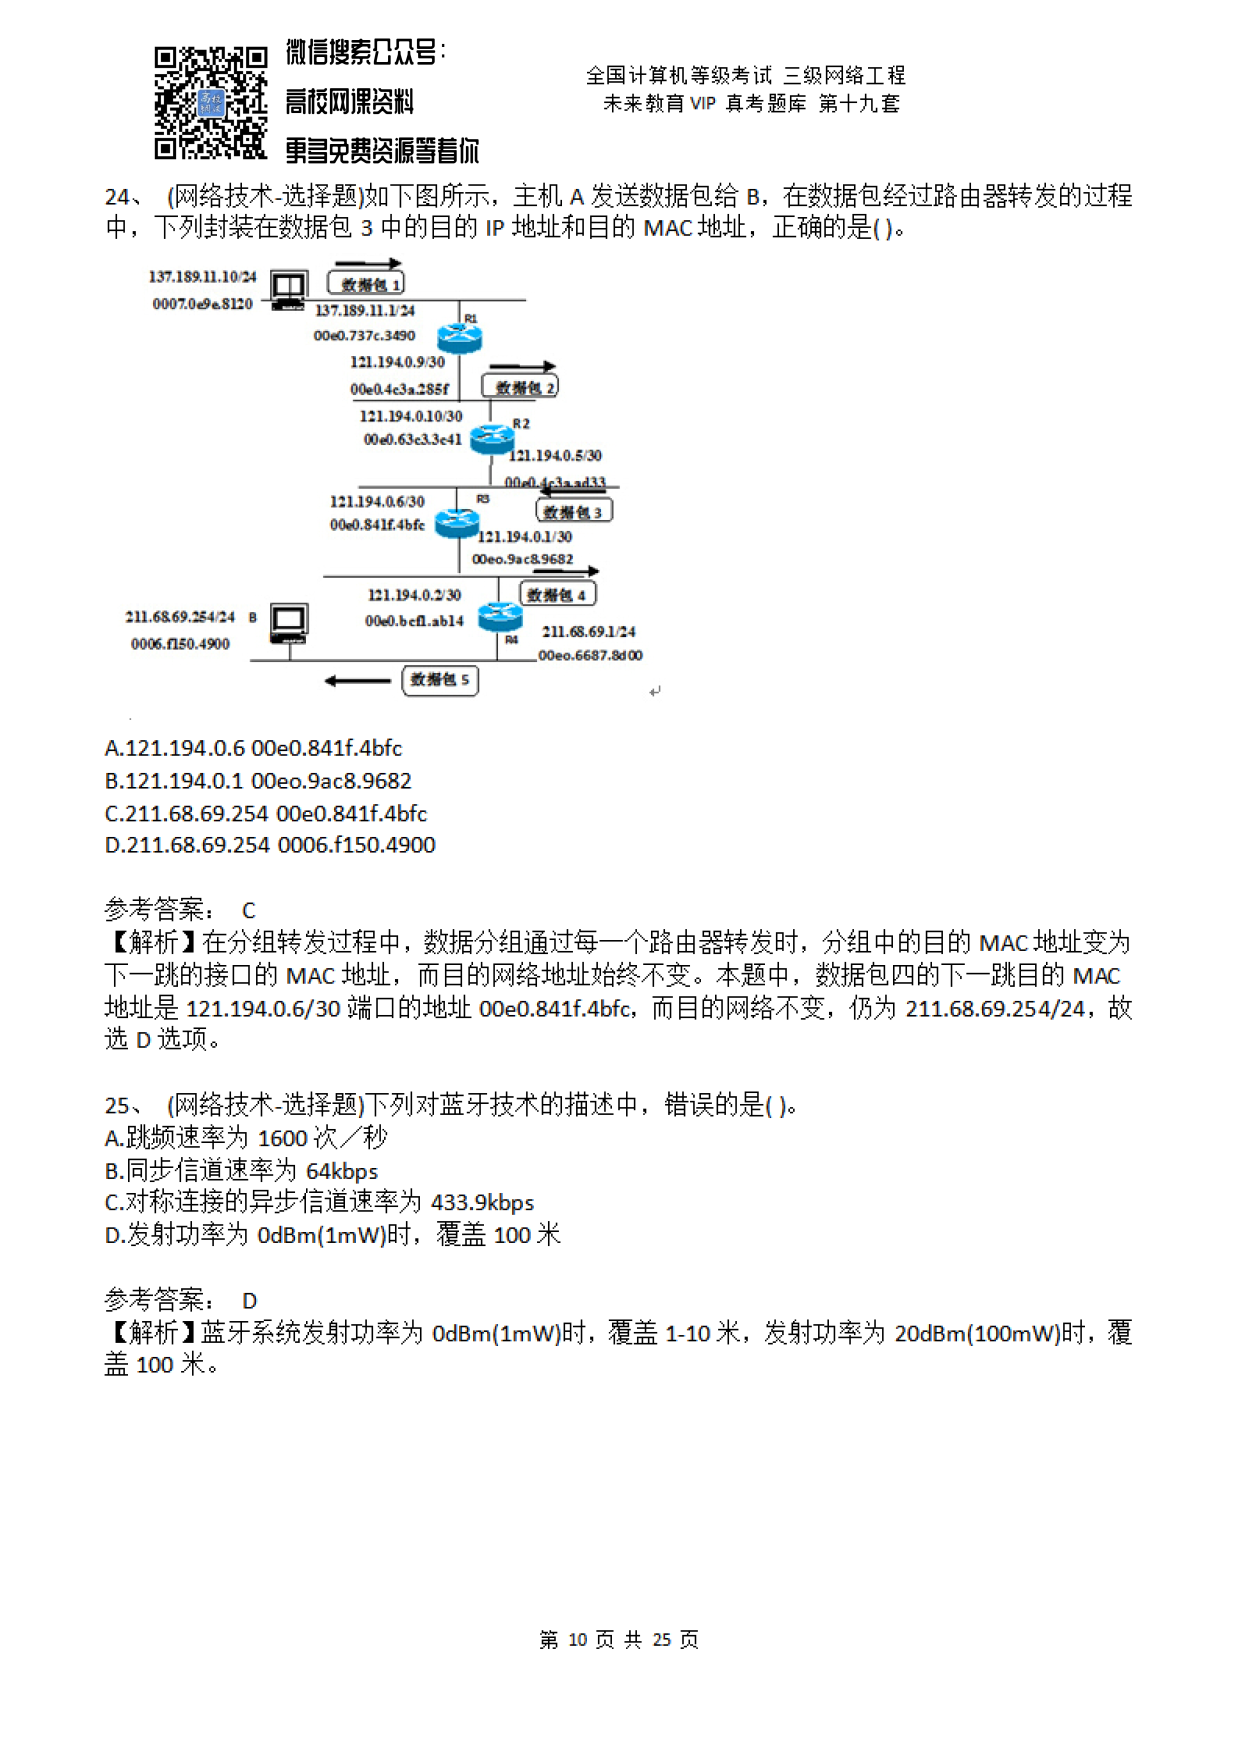 微信搜索公众号：
高校网课资料
更多免费资源等着你
全国计算机等级考试 三级网络工程
未来教育 VIP 真考题库 第十九套
高校
网课
24、 (网络技术-选择题)如下图所示，主机 A 发送数据包给 B，在数据包经过路由器转发的过程
中，下列封装在数据包 3 中的目的 IP 地址和目的 MAC 地址，正确的是( )。
137.189.11.10/24
0007.0e9e.8120
数据包 1
137.189.11.1/24
R1
00e0.737c.3490
121.194.0.9/30
00e0.4c3a.285f
数据包 2
121.194.0.10/30
R2
00e0.63c3.3c41
121.194.0.5/30
00e0.4c3a.ad33
121.194.0.6/30
R3
数据包 3
00e0.841f.4bfc
121.194.0.1/30
00eo.9ac8.9682
121.194.0.2/30
数据包 4
00e0.bcf1.ab14
211.68.69.254/24 B
R4
211.68.69.1/24
0006.f150.4900
00eo.6687.8d00
数据包 5
A.121.194.0.6 00e0.841f.4bfc
B.121.194.0.1 00eo.9ac8.9682
C.211.68.69.254 00e0.841f.4bfc
D.211.68.69.254 0006.f150.4900
参考答案： C
【解析】在分组转发过程中，数据分组通过每一个路由器转发时，分组中的目的 MAC 地址变为
下一跳的接口的 MAC 地址，而目的网络地址始终不变。本题中，数据包四的下一跳目的 MAC
地址是 121.194.0.6/30 端口的地址 00e0.841f.4bfc，而目的网络不变，仍为 211.68.69.254/24，故
选 D 选项。
25、 (网络技术-选择题)下列对蓝牙技术的描述中，错误的是( )。
A.跳频速率为 1600 次／秒
B.同步信道速率为 64kbps
C.对称连接的异步信道速率为 433.9kbps
D.发射功率为 0dBm(1mW)时，覆盖 100 米
参考答案： D
【解析】蓝牙系统发射功率为 0dBm(1mW)时，覆盖 1-10 米，发射功率为 20dBm(100mW)时，覆
盖 100 米。
第 10 页 共 25 页